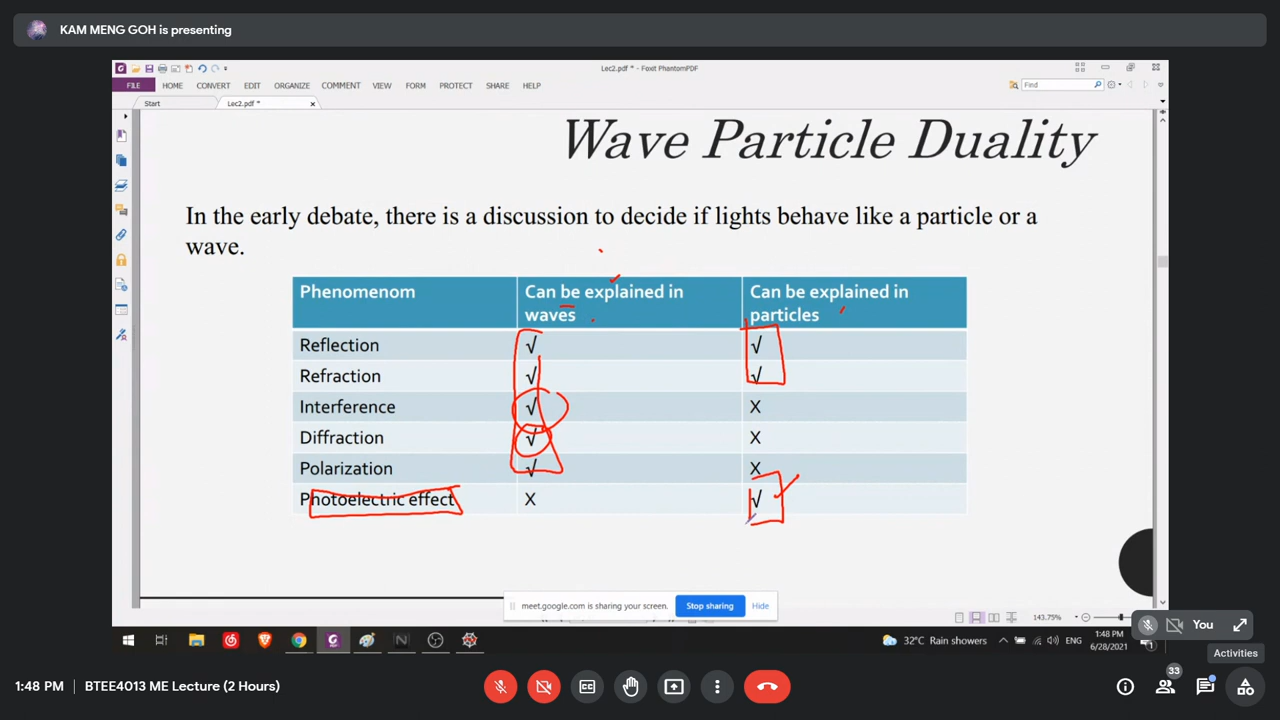 KAM MENG GOH is presenting
Lec2.pdf * - Foxit PhantomPDF
FILE HOME CONVERT EDIT ORGANIZE COMMENT VIEW FORM PROTECT SHARE HELP Find
Start Lec2.pdf *
Wave Particle Duality
In the early debate, there is a discussion to decide if lights behave like a particle or a
wave.
Phenomenom Can be explained in waves Can be explained in particles
Reflection √ √
Refraction √ √
Interference √ X
Diffraction √ X
Polarization √ X
Photoelectric effect X √
meet.google.com is sharing your screen. Stop sharing Hide
143.75%
You
32°C Rain showers ENG 1:48 PM
6/28/2021
Activities
33
1:48 PM | BTEE4013 ME Lecture (2 Hours)